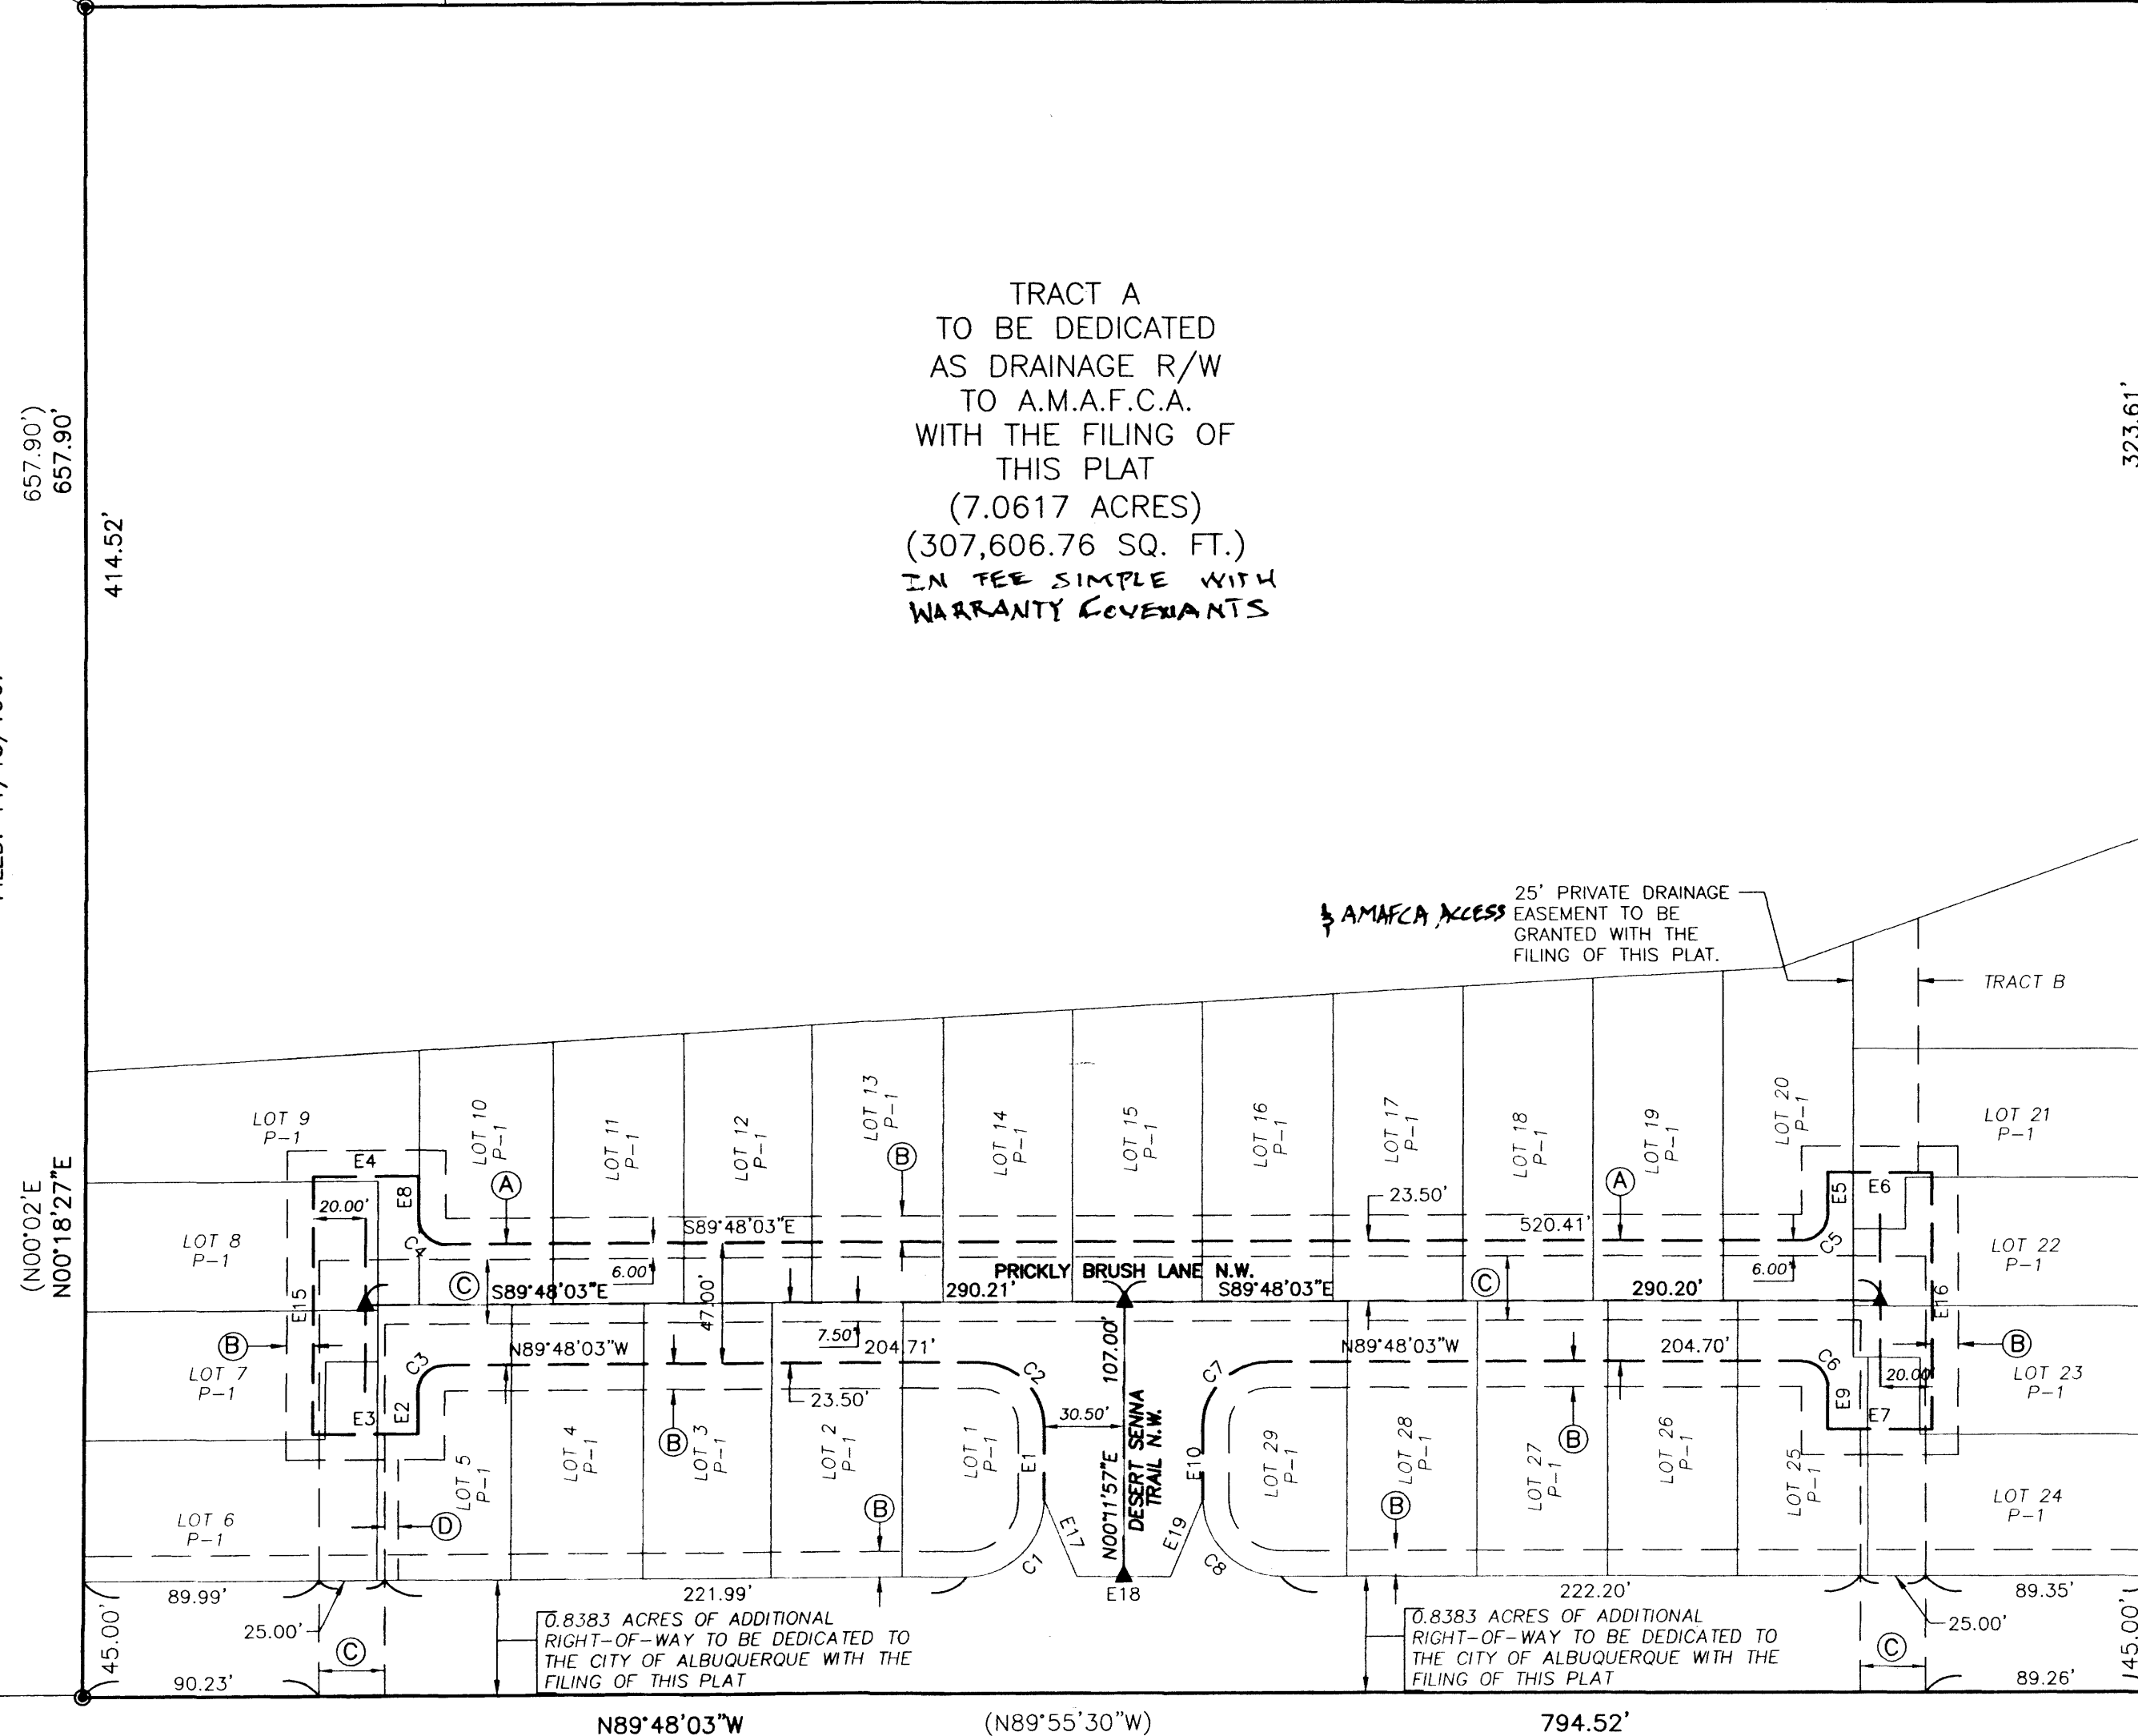 TRACT A
TO BE DEDICATED
AS DRAINAGE R/W
TO A.M.A.F.C.A.
WITH THE FILING OF
THIS PLAT
(7.0617 ACRES)
(307,606.76 SQ. FT.)
IN FEE SIMPLE WITH
WARRANTY COVENANTS
657.90')
657.90'
414.52'
323.61'
(N00°02'E
N00°18'27"E
& AMAFCA ACCESS
25' PRIVATE DRAINAGE
EASEMENT TO BE
GRANTED WITH THE
FILING OF THIS PLAT.
TRACT B
LOT 9
P-1
LOT 10
P-1
LOT 11
P-1
LOT 12
P-1
LOT 13
P-1
LOT 14
P-1
LOT 15
P-1
LOT 16
P-1
LOT 17
P-1
LOT 18
P-1
LOT 19
P-1
LOT 20
P-1
LOT 21
P-1
E4
E8
A
B
A
E5
E6
20.00'
C4
S89°48'03"E
23.50'
520.41'
C5
LOT 8
P-1
LOT 22
P-1
C
6.00'
PRICKLY BRUSH LANE N.W.
C
6.00'
E15
S89°48'03"E
47.00'
290.21'
S89°48'03"E
290.20'
E16
B
7.50'
N89°48'03"W
204.71'
N89°48'03"W
204.70'
B
LOT 7
P-1
C3
C2
C7
C6
20.00'
LOT 23
P-1
23.50'
30.50'
107.00'
N00°11'57"E
DESERT SENNA
TRAIL N.W.
E3
E2
E9
E7
B
B
LOT 5
P-1
LOT 4
P-1
LOT 3
P-1
LOT 2
P-1
LOT 1
P-1
E1
E10
LOT 29
P-1
LOT 28
P-1
LOT 27
P-1
LOT 26
P-1
LOT 25
P-1
LOT 6
P-1
D
B
B
LOT 24
P-1
E17
E19
C1
C8
E18
89.99'
221.99'
222.20'
89.35'
45.00'
25.00'
0.8383 ACRES OF ADDITIONAL
RIGHT-OF-WAY TO BE DEDICATED TO
THE CITY OF ALBUQUERQUE WITH THE
FILING OF THIS PLAT
0.8383 ACRES OF ADDITIONAL
RIGHT-OF-WAY TO BE DEDICATED TO
THE CITY OF ALBUQUERQUE WITH THE
FILING OF THIS PLAT
25.00'
45.00'
C
C
90.23'
89.26'
N89°48'03"W
(N89°55'30"W)
794.52'